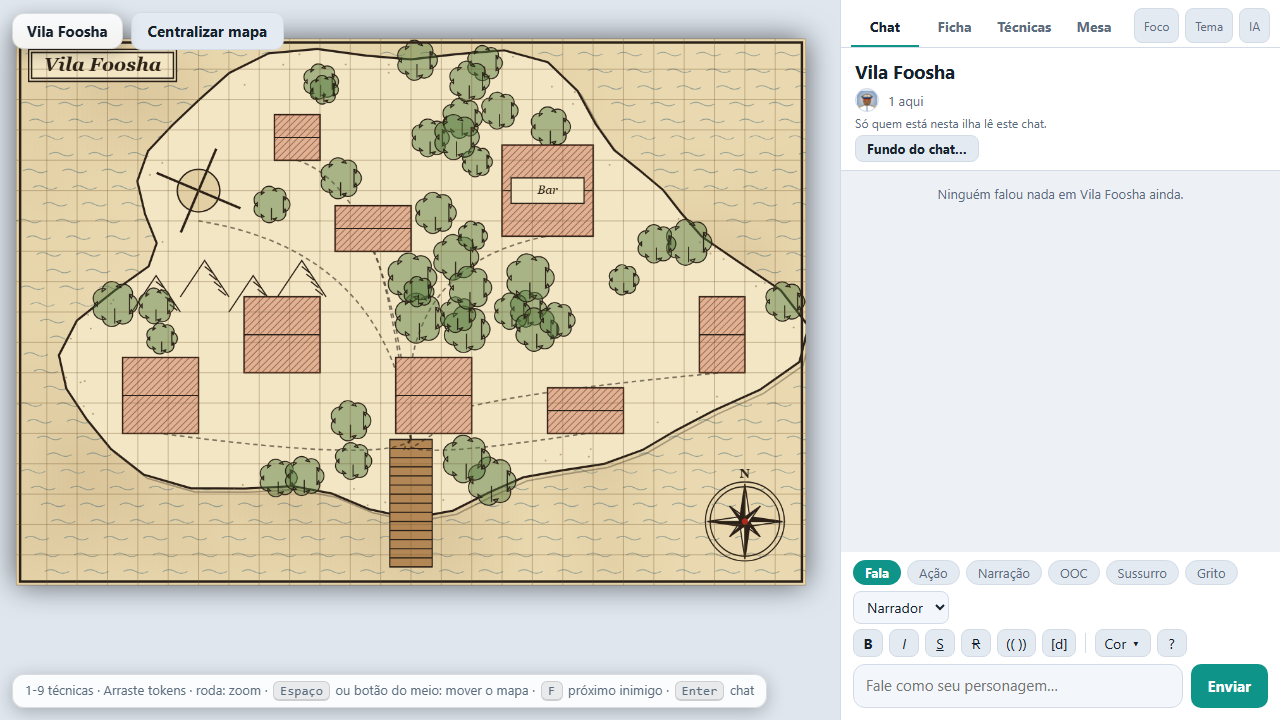 Vila Foosha
Centralizar mapa
Vila Foosha
Bar
N
1-9 técnicas · Arraste tokens · roda: zoom · Espaço ou botão do meio: mover o mapa · F próximo inimigo · Enter chat
Chat
Ficha
Técnicas
Mesa
Foco
Tema
IA
Vila Foosha
1 aqui
Só quem está nesta ilha lê este chat.
Fundo do chat...
Ninguém falou nada em Vila Foosha ainda.
Fala
Ação
Narração
OOC
Sussurro
Grito
Narrador
B
I
S
R
(( ))
[d]
Cor ▾
?
Fale como seu personagem...
Enviar